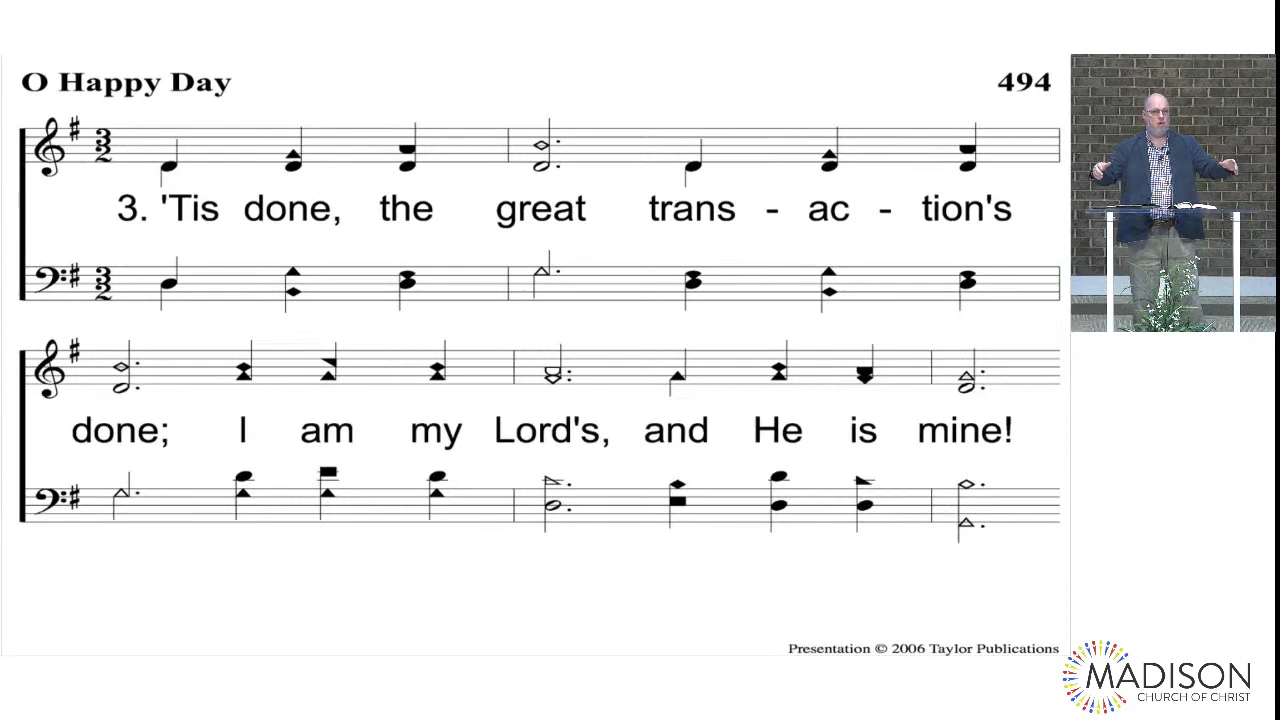 O Happy Day 494
3. 'Tis done, the great trans - ac - tion's
done; I am my Lord's, and He is mine!
Presentation © 2006 Taylor Publications
MADISON
CHURCH OF CHRIST